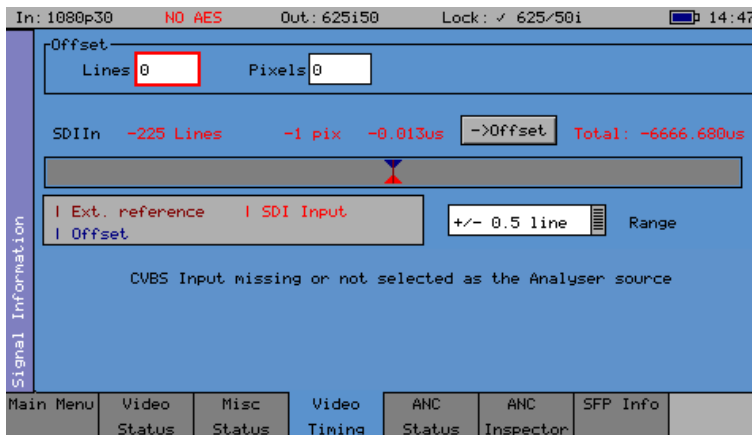 In: 1080p30 NO AES Out: 625i50 Lock: ✓ 625/50i 14:47
Offset
Lines 0 Pixels 0
SDIIn -225 Lines -1 pix -0.013us ->Offset Total: -6666.680us
| Ext. reference | SDI Input
| Offset
+/- 0.5 line Range
CVBS Input missing or not selected as the Analyser source
Signal Information
Main Menu Video Status Misc Status Video Timing ANC Status ANC Inspector SFP Info